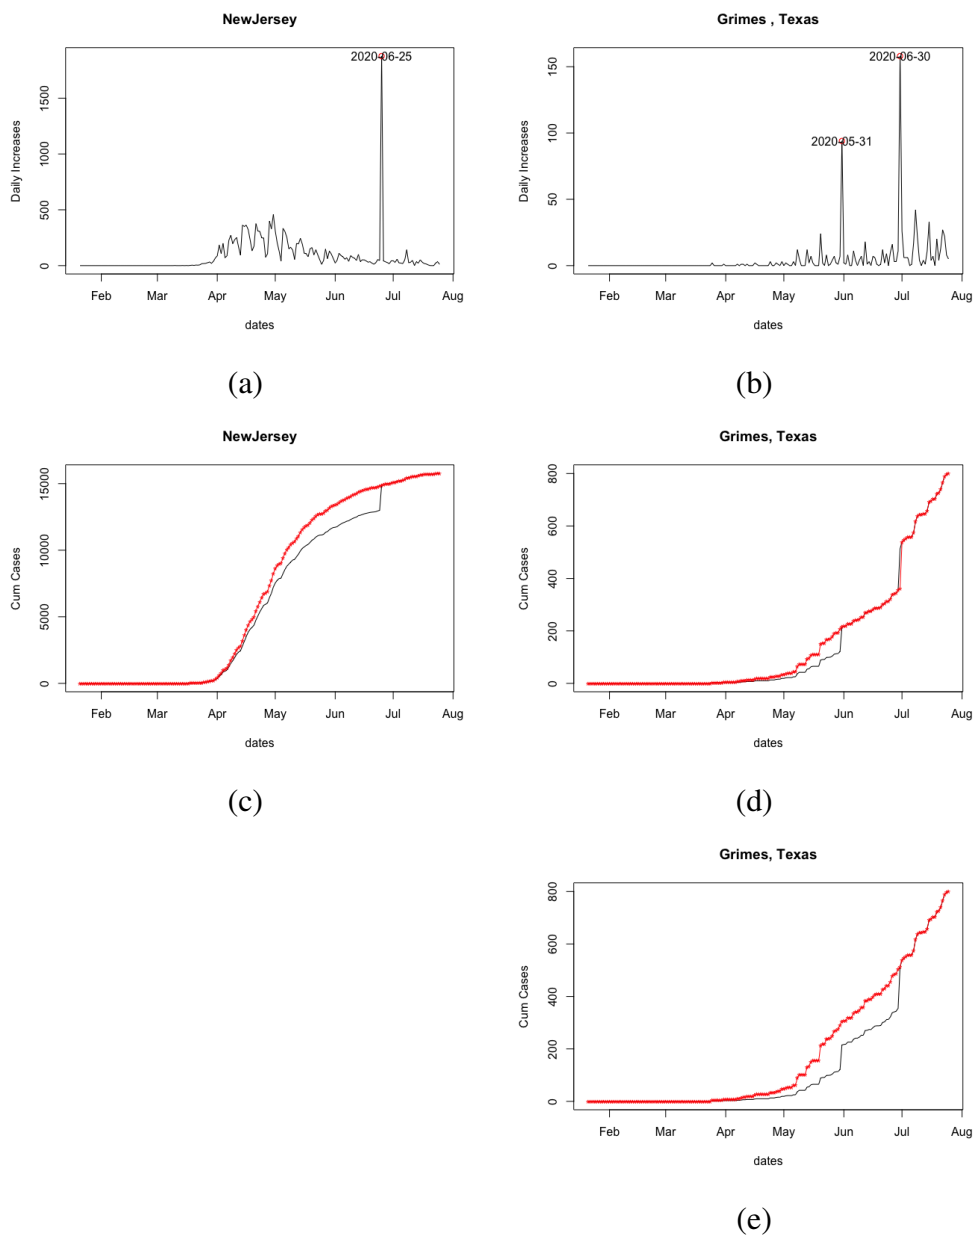 NewJersey
Daily Increases
1500
1000
500
0
2020-06-25
Feb Mar Apr May Jun Jul Aug
dates
(a)
Grimes , Texas
Daily Increases
150
100
50
0
2020-06-30
2020-05-31
Feb Mar Apr May Jun Jul Aug
dates
(b)
NewJersey
Cum Cases
15000
10000
5000
0
Feb Mar Apr May Jun Jul Aug
dates
(c)
Grimes, Texas
Cum Cases
800
600
400
200
0
Feb Mar Apr May Jun Jul Aug
dates
(d)
Grimes, Texas
Cum Cases
800
600
400
200
0
Feb Mar Apr May Jun Jul Aug
dates
(e)